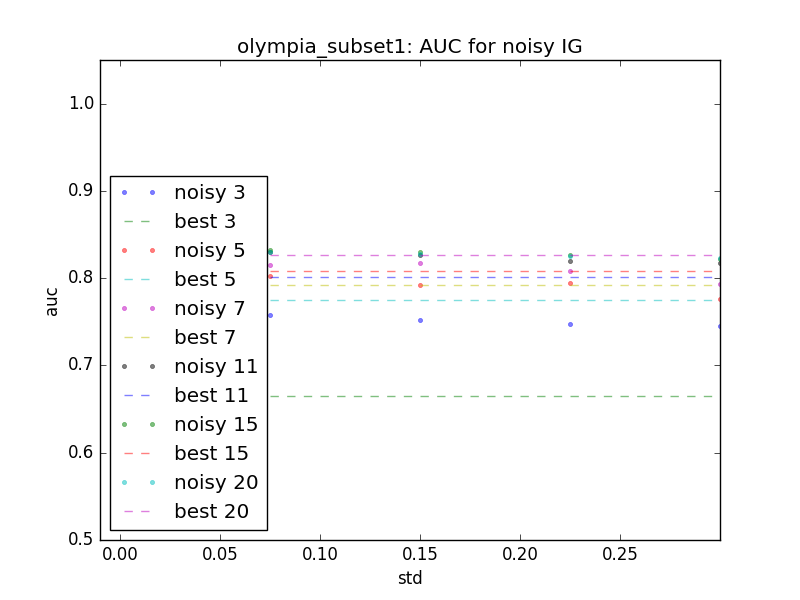 olympia_subset1: AUC for noisy IG
1.0
0.9
0.8
0.7
0.6
0.5
auc
noisy 3
best 3
noisy 5
best 5
noisy 7
best 7
noisy 11
best 11
noisy 15
best 15
noisy 20
best 20
0.00 0.05 0.10 0.15 0.20 0.25
std